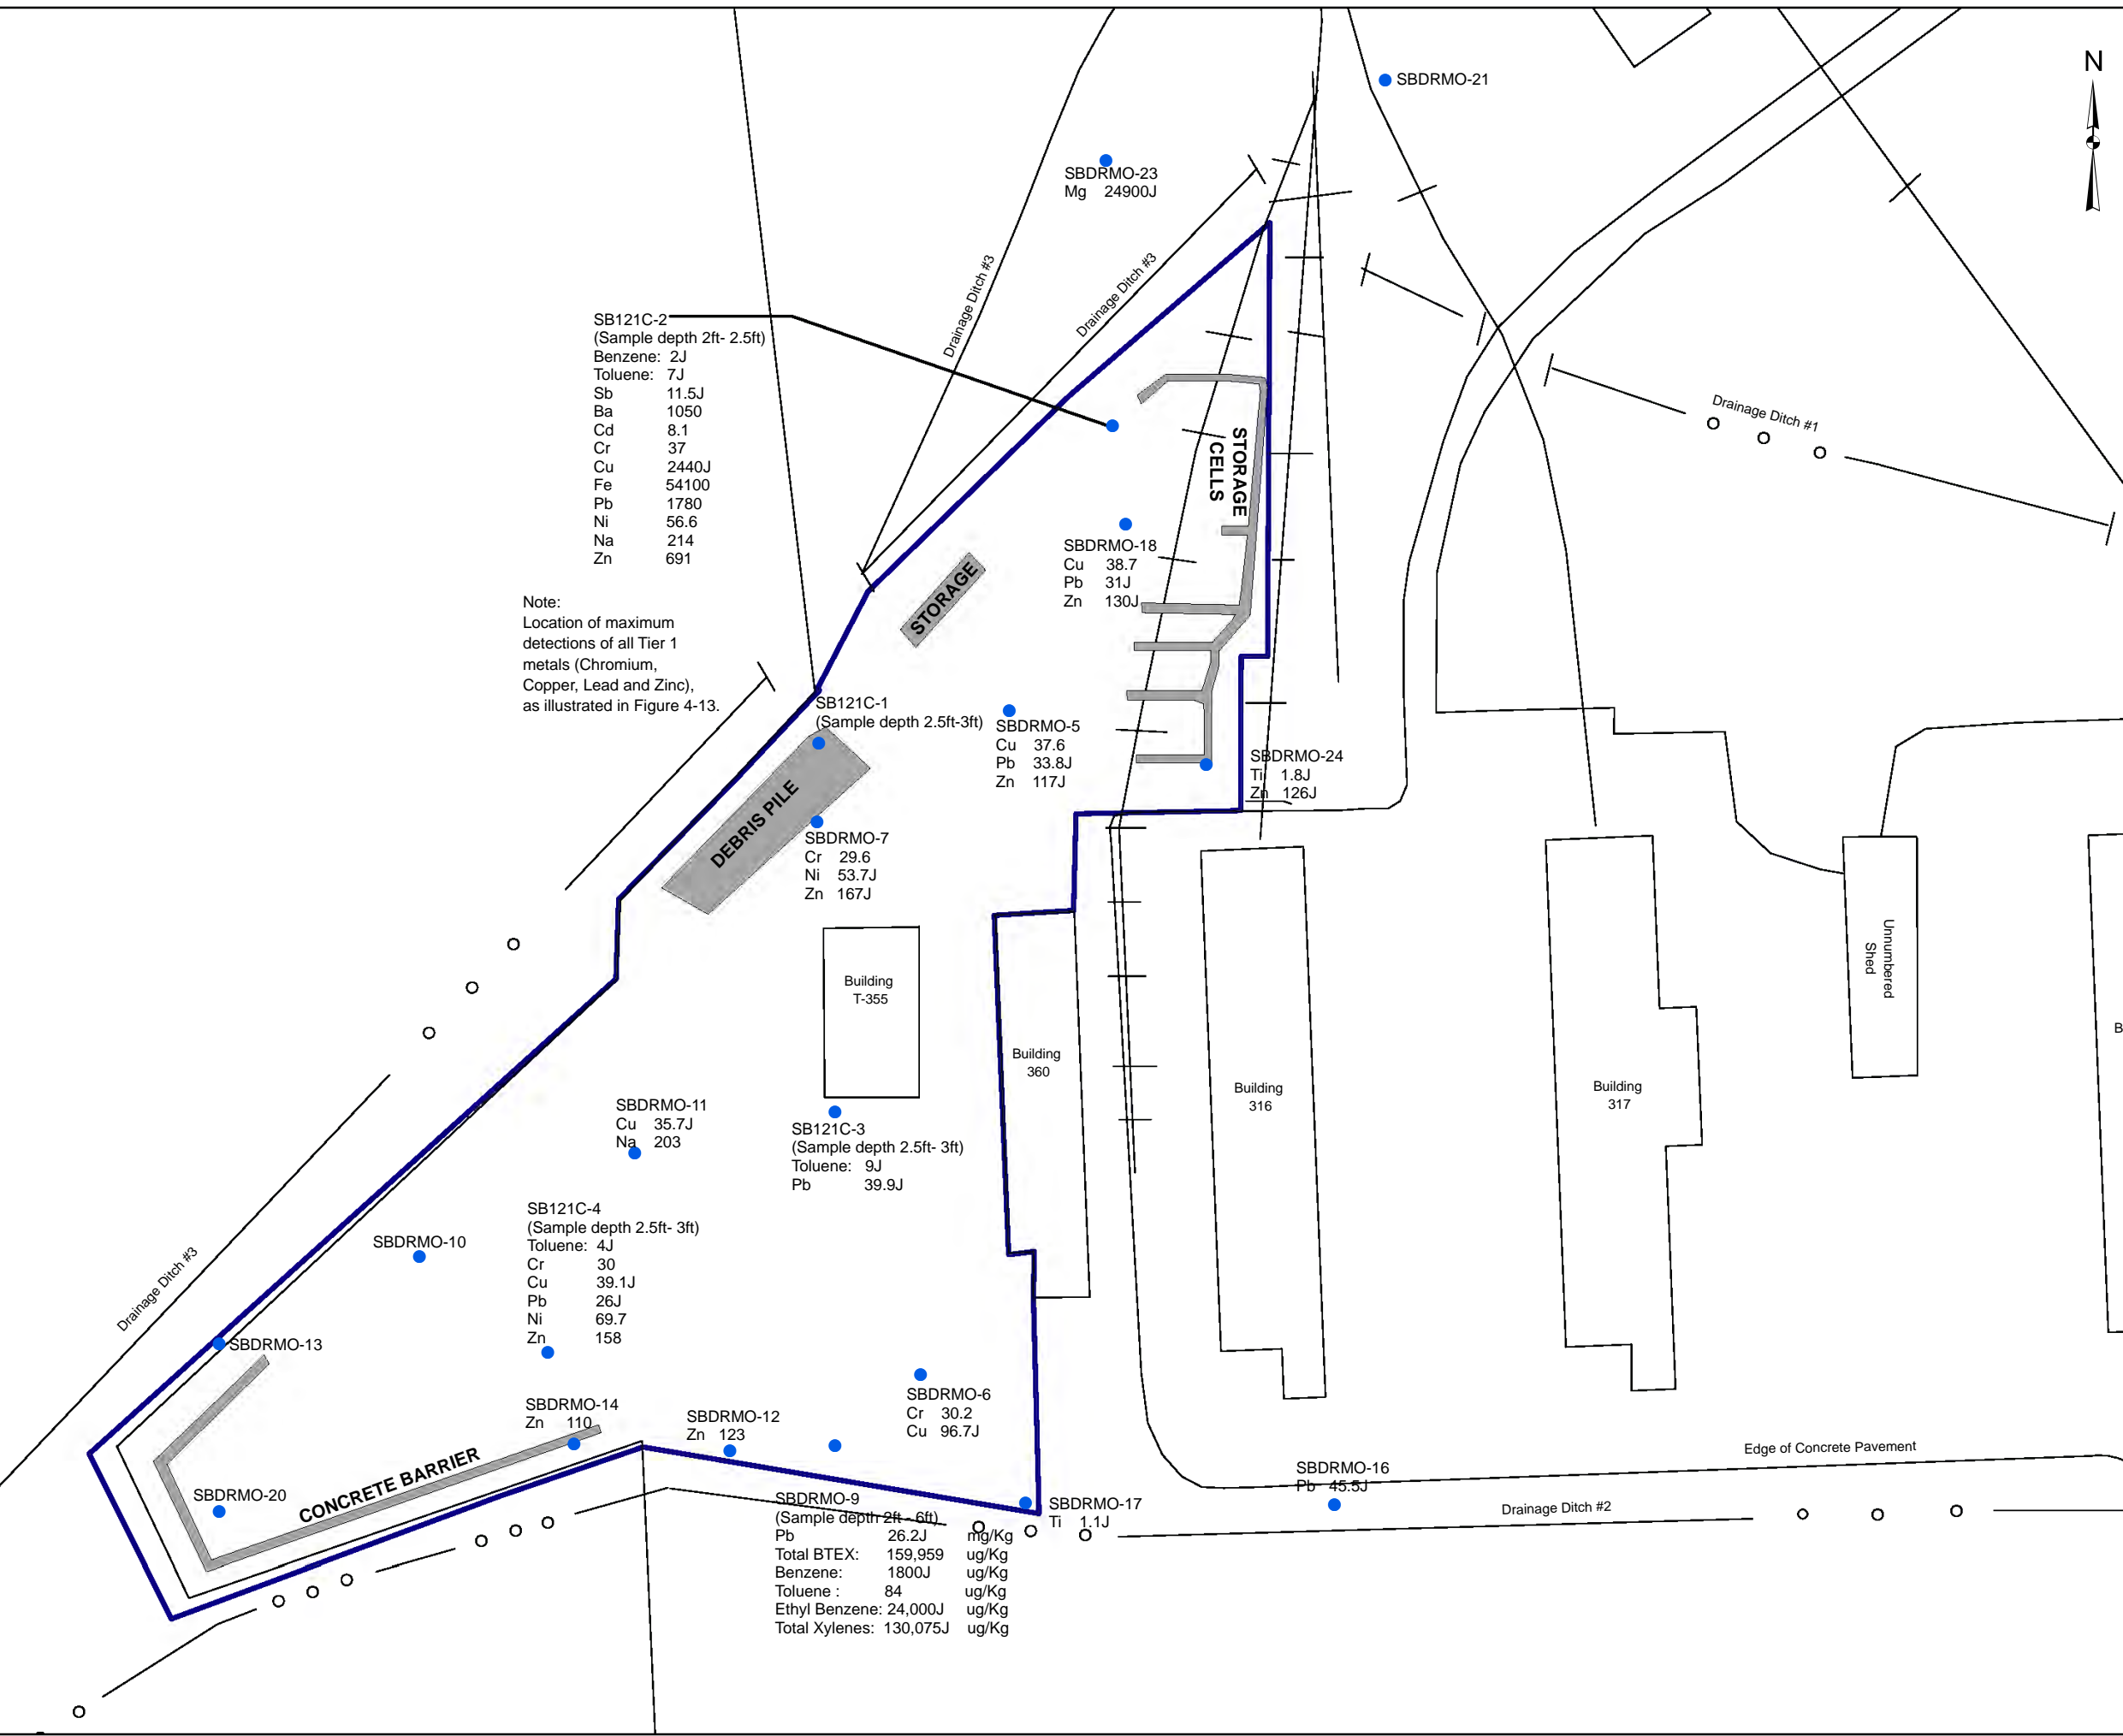 N
SBDRMO-21
SBDRMO-23
Mg 24900J
Drainage Ditch #3
Drainage Ditch #3
SB121C-2
(Sample depth 2ft- 2.5ft)
Benzene: 2J
Toluene: 7J
Sb 11.5J
Ba 1050
Cd 8.1
Cr 37
Cu 2440J
Fe 54100
Pb 1780
Ni 56.6
Na 214
Zn 691
Drainage Ditch #1
STORAGE
CELLS
SBDRMO-18
Cu 38.7
Pb 31J
Zn 130J
STORAGE
Note:
Location of maximum
detections of all Tier 1
metals (Chromium,
Copper, Lead and Zinc),
as illustrated in Figure 4-13.
SB121C-1
(Sample depth 2.5ft-3ft)
SBDRMO-5
Cu 37.6
Pb 33.8J
Zn 117J
SBDRMO-24
Ti 1.8J
Zn 126J
DEBRIS PILE
SBDRMO-7
Cr 29.6
Ni 53.7J
Zn 167J
Building
T-355
Building
360
Building
316
Building
317
Unnumbered
Shed
B
SBDRMO-11
Cu 35.7J
Na 203
SB121C-3
(Sample depth 2.5ft- 3ft)
Toluene: 9J
Pb 39.9J
SB121C-4
(Sample depth 2.5ft- 3ft)
Toluene: 4J
Cr 30
Cu 39.1J
Pb 26J
Ni 69.7
Zn 158
SBDRMO-10
Drainage Ditch #3
SBDRMO-13
SBDRMO-14
Zn 110
SBDRMO-12
Zn 123
SBDRMO-6
Cr 30.2
Cu 96.7J
SBDRMO-20
CONCRETE BARRIER
Edge of Concrete Pavement
SBDRMO-16
Pb 45.5J
Drainage Ditch #2
SBDRMO-17
Ti 1.1J
SBDRMO-9
(Sample depth 2ft - 6ft)
Pb 26.2J mg/Kg
Total BTEX: 159,959 ug/Kg
Benzene: 1800J ug/Kg
Toluene : 84 ug/Kg
Ethyl Benzene: 24,000J ug/Kg
Total Xylenes: 130,075J ug/Kg